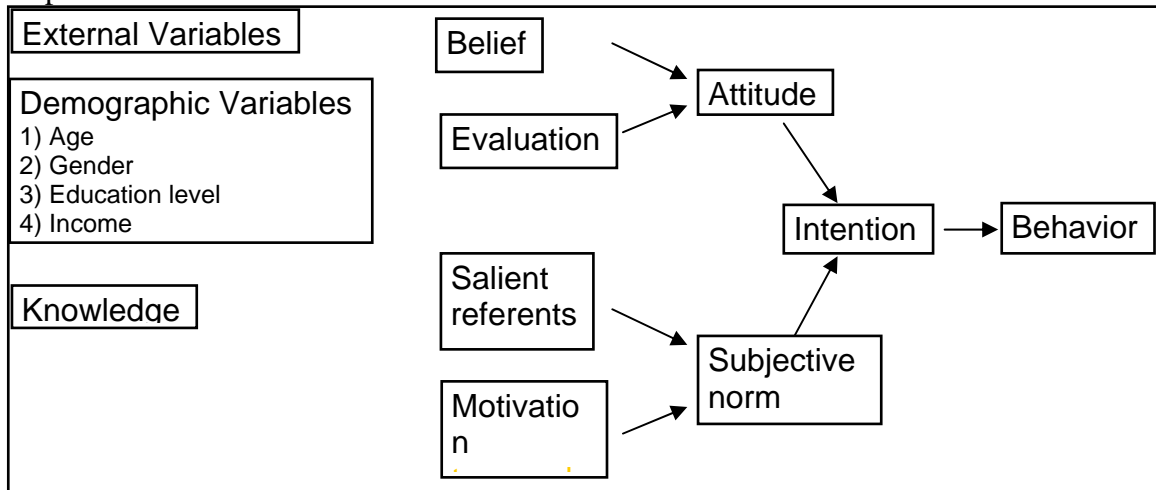 External Variables
Demographic Variables
1) Age
2) Gender
3) Education level
4) Income
Knowledge
Belief
Evaluation
Salient
referents
Motivatio
n
Attitude
Subjective
norm
Intention
Behavior